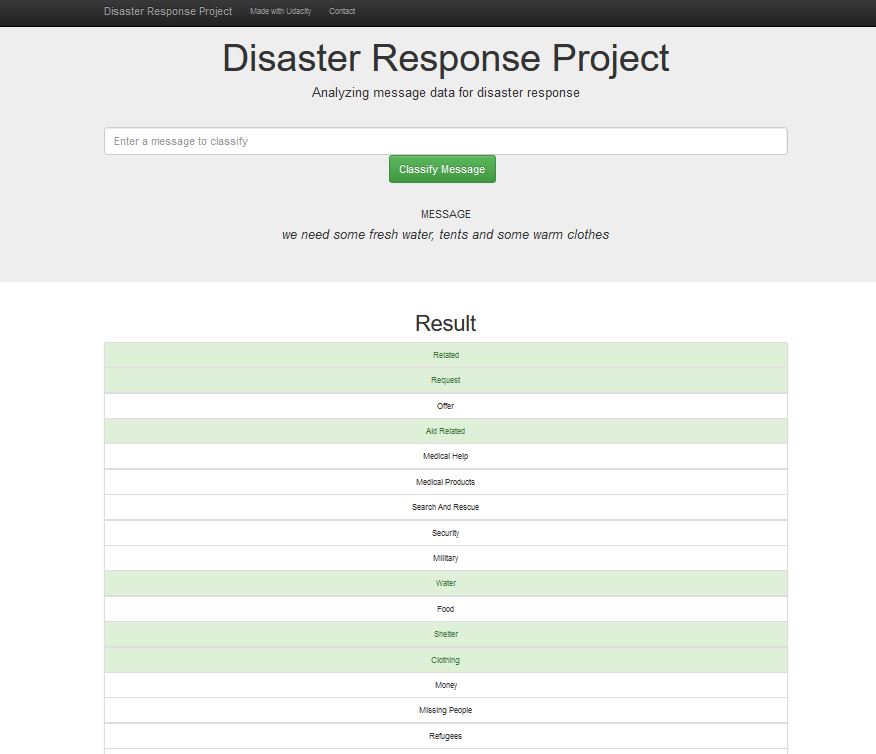 Disaster Response Project Made with Udacity Contact
Disaster Response Project
Analyzing message data for disaster response
Enter a message to classify
Classify Message
MESSAGE
we need some fresh water, tents and some warm clothes
Result
Related
Request
Offer
Aid Related
Medical Help
Medical Products
Search And Rescue
Security
Military
Water
Food
Shelter
Clothing
Money
Missing People
Refugees